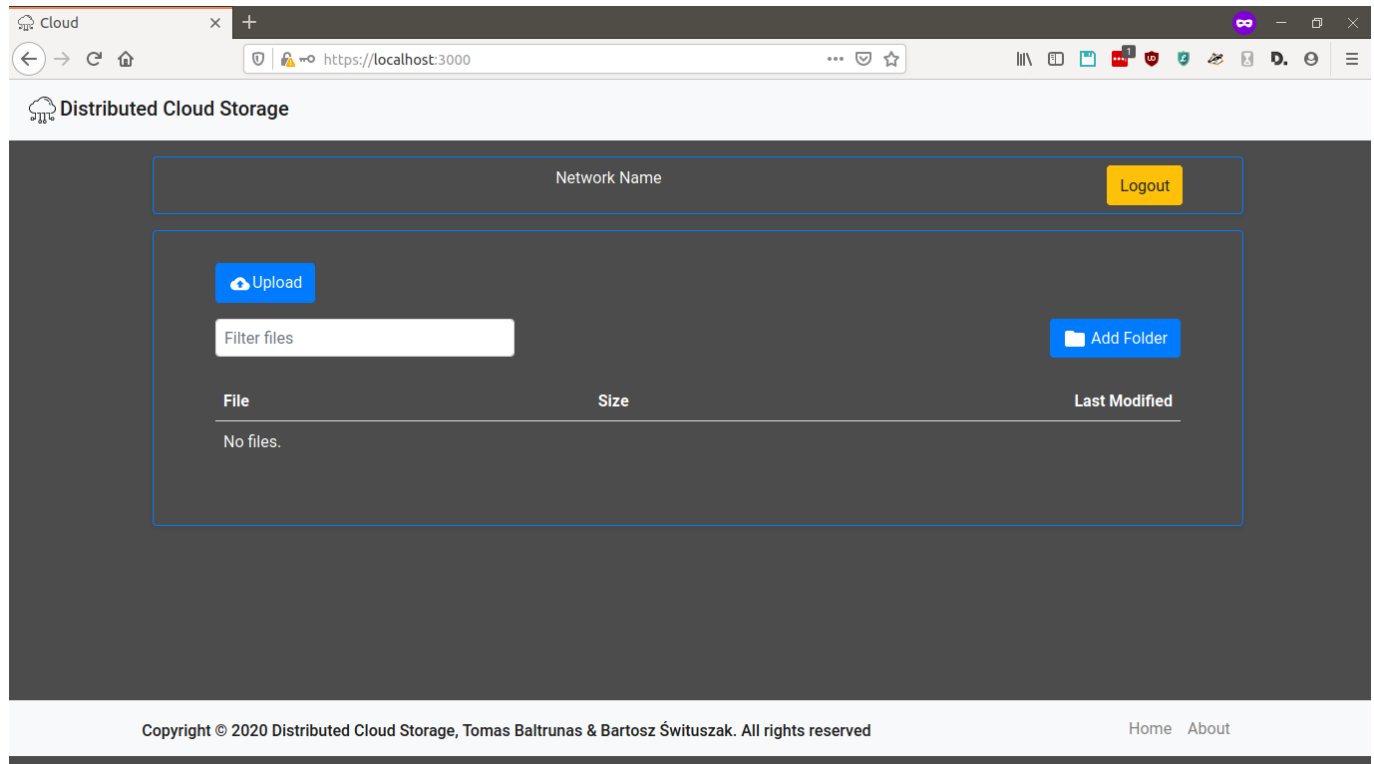 Cloud
https://localhost:3000
1
D.
Distributed Cloud Storage
Network Name
Logout
Upload
Filter files
Add Folder
File Size Last Modified
No files.
Copyright © 2020 Distributed Cloud Storage, Tomas Baltrunas & Bartosz Śwituszak. All rights reserved Home About